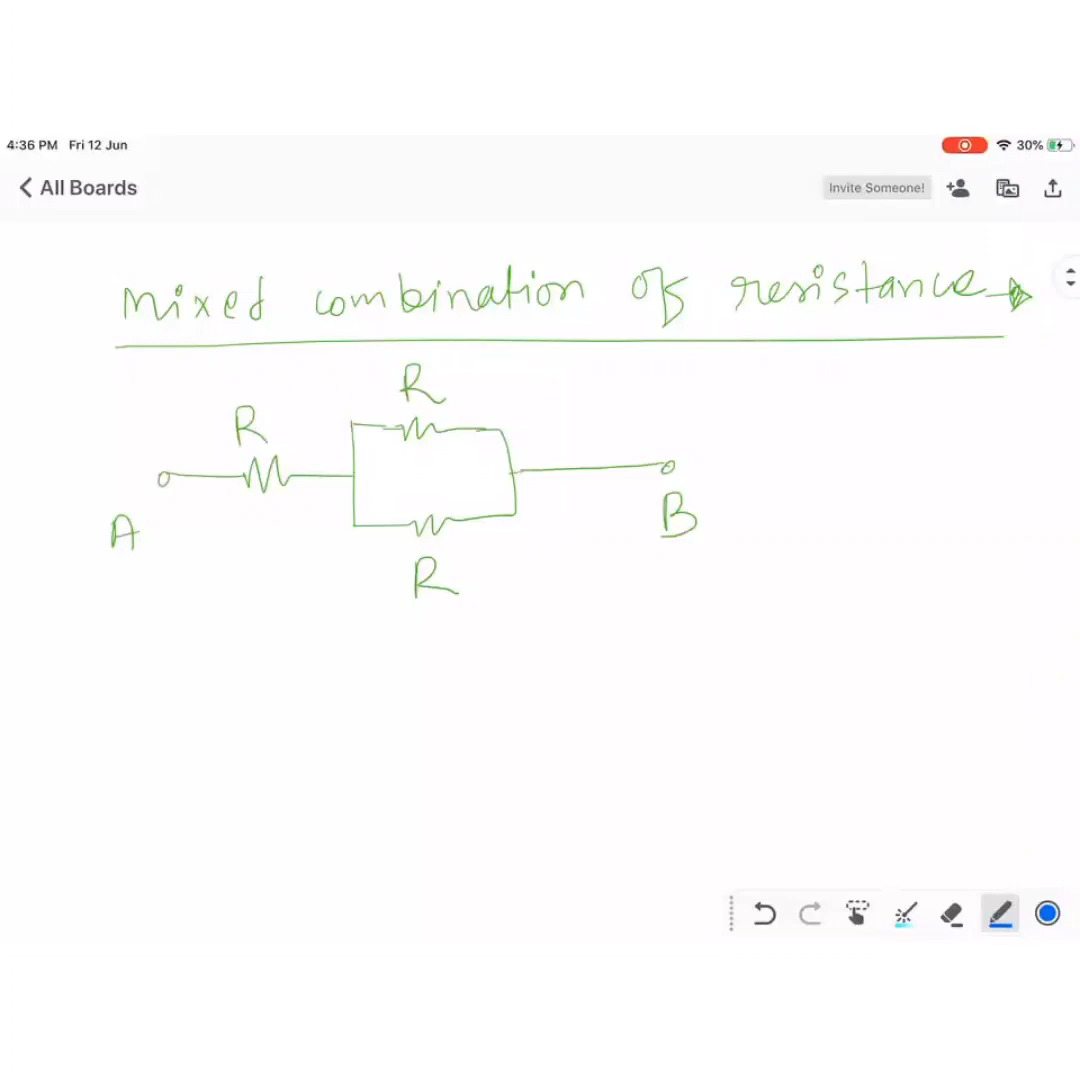 4:36 PM Fri 12 Jun
30%
All Boards
Invite Someone!
mixed combination of resistance
R
R
A
B
R